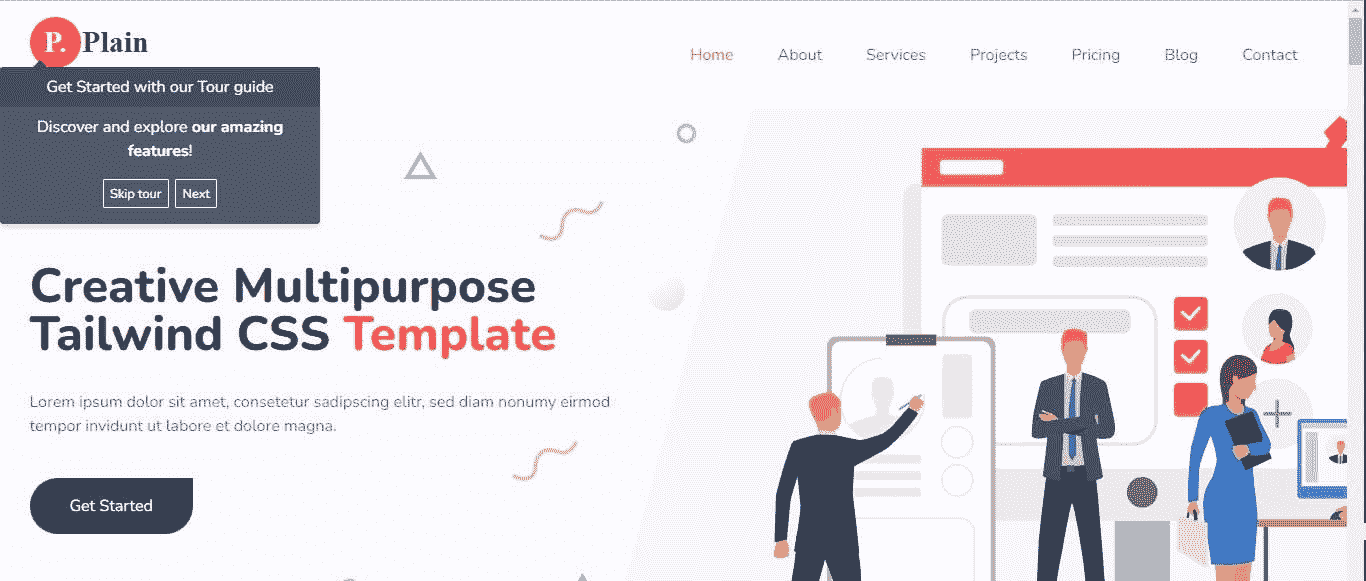 P. Plain
Home About Services Projects Pricing Blog Contact
Get Started with our Tour guide
Discover and explore our amazing
features!
Skip tour Next
Creative Multipurpose
Tailwind CSS Template
Lorem ipsum dolor sit amet, consetetur sadipscing elitr, sed diam nonumy eirmod
tempor invidunt ut labore et dolore magna.
Get Started